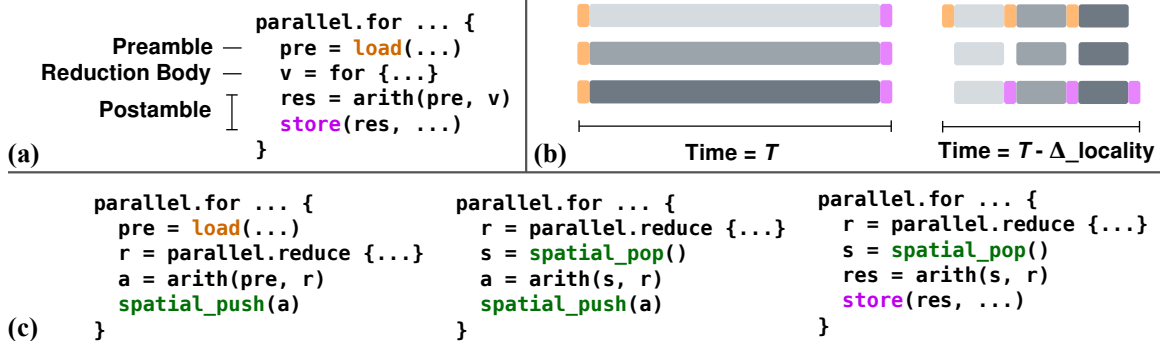 parallel.for ... {
Preamble
pre = load(...)
Reduction Body
v = for {...}
Postamble
res = arith(pre, v)
store(res, ...)
}
(a)
Time = T
Time = T - Δ_locality
(b)
parallel.for ... {
pre = load(...)
r = parallel.reduce {...}
a = arith(pre, r)
spatial_push(a)
}
parallel.for ... {
r = parallel.reduce {...}
s = spatial_pop()
a = arith(s, r)
spatial_push(a)
}
parallel.for ... {
r = parallel.reduce {...}
s = spatial_pop()
res = arith(s, r)
store(res, ...)
}
(c)